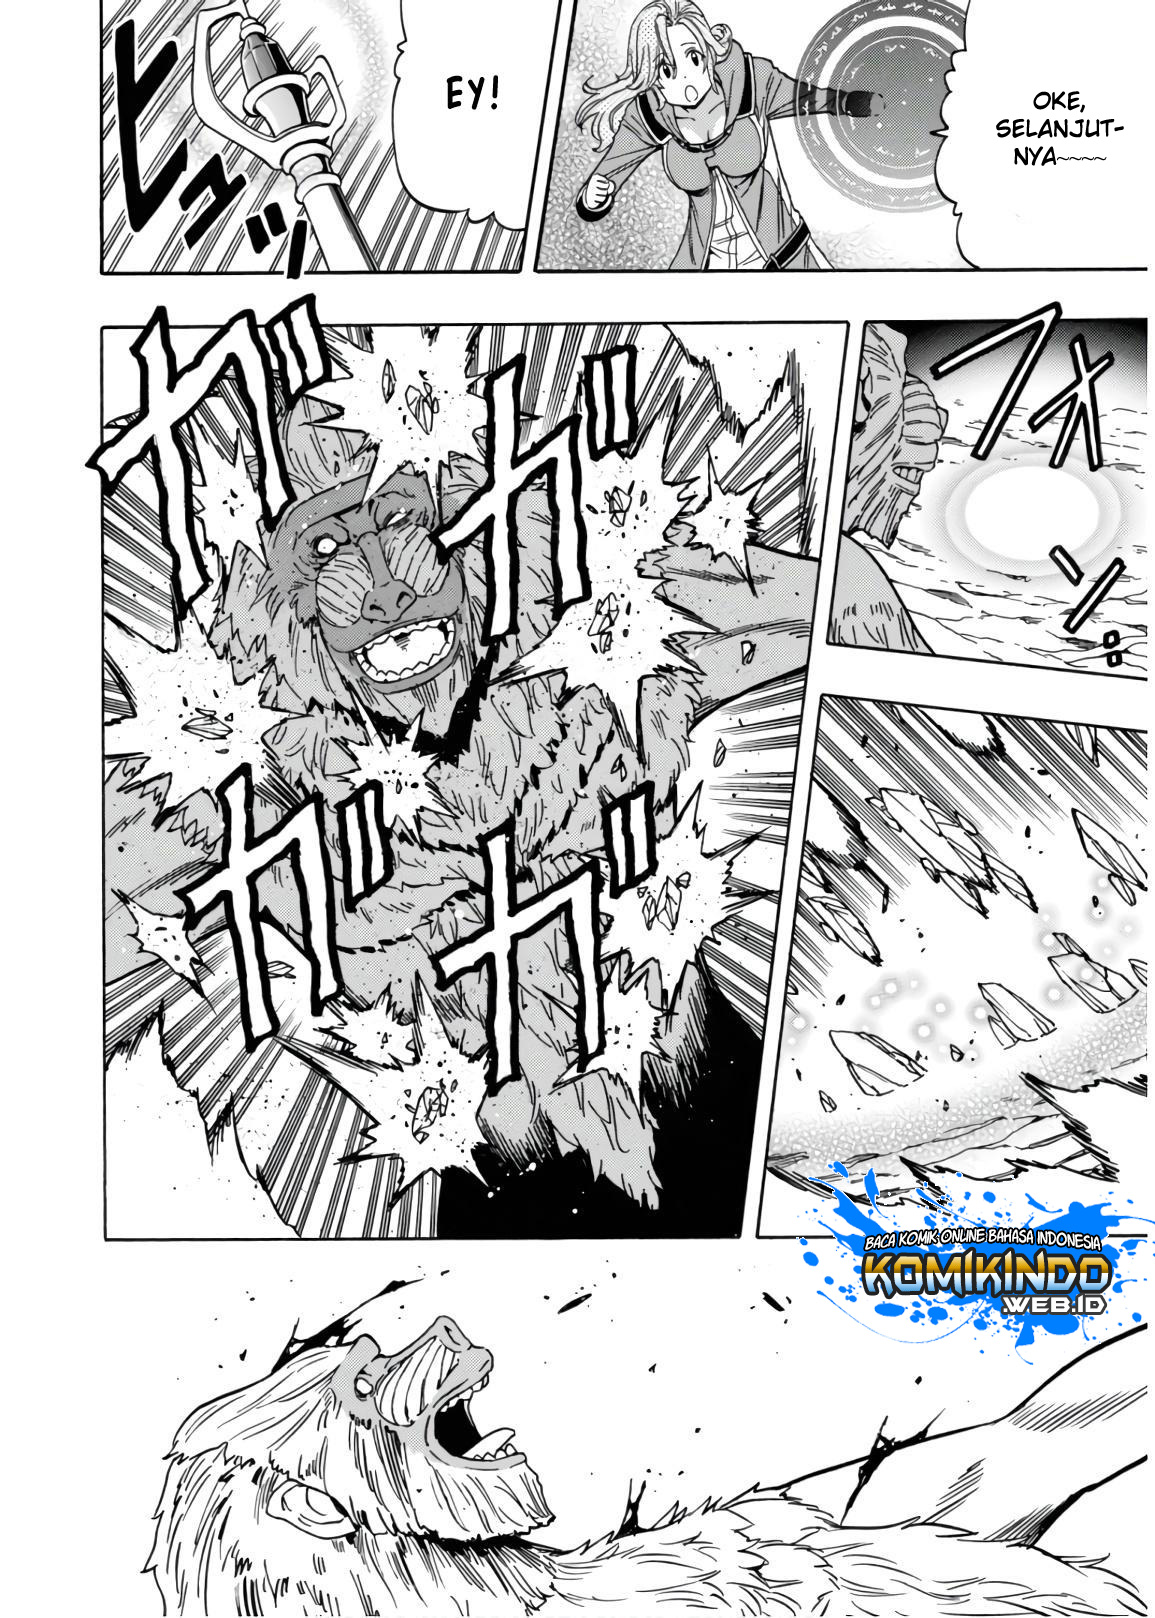 OKE,
SELANJUT-
NYA~~~~
EY!
ヒュッ
フォン
ガガ
ガガ
BACA KOMIK ONLINE BAHASA INDONESIA
KOMIKINDO
.WEB.ID